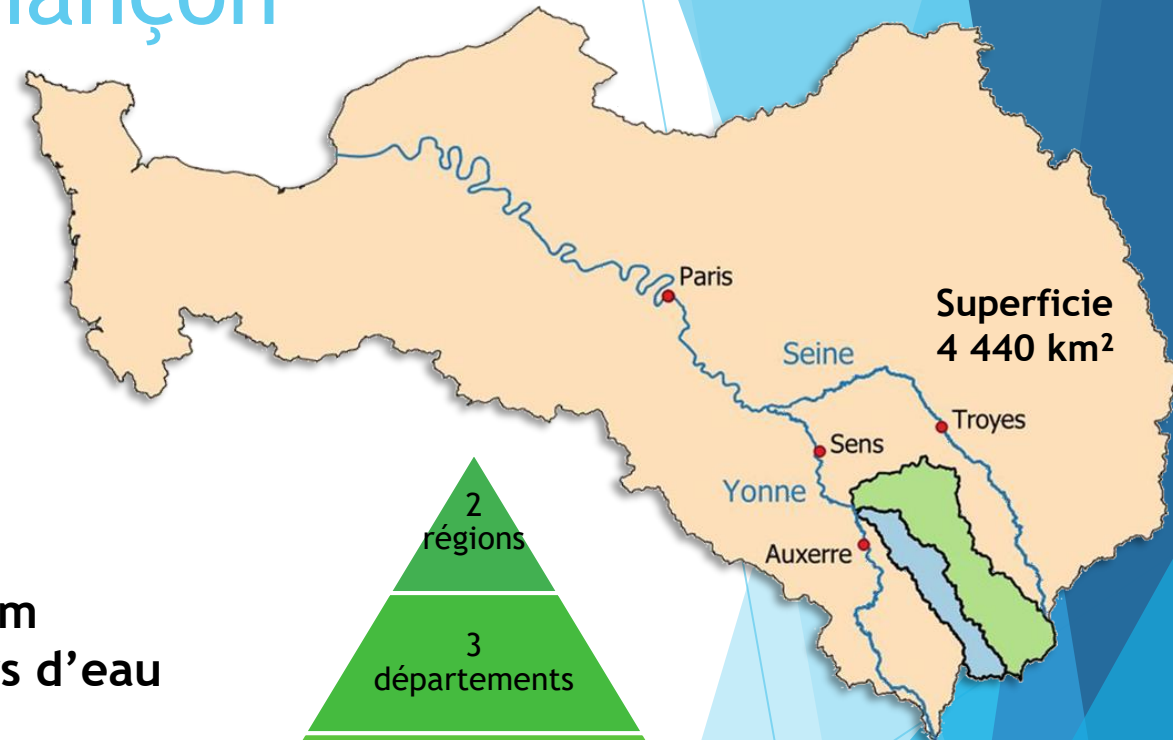 Superficie
4 440 km²
Paris
Seine
Troyes
Sens
Yonne
Auxerre
2
régions
3
départements
s d'eau